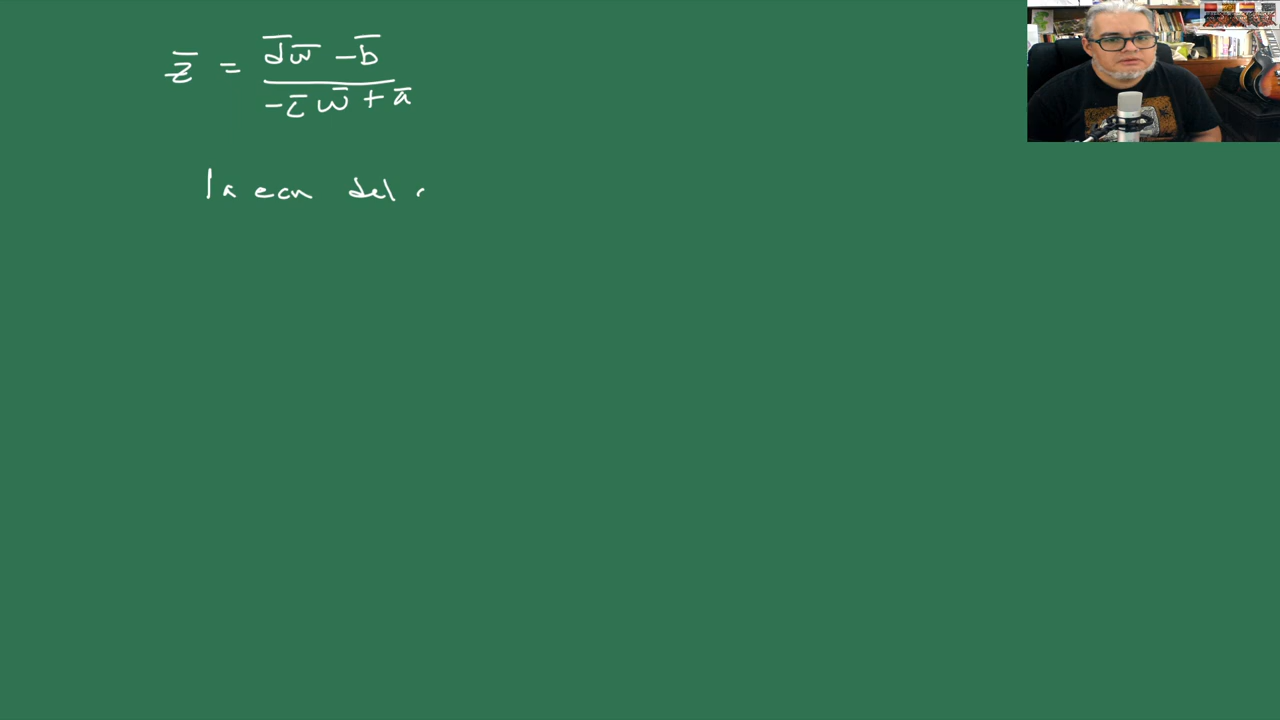 z̄ = (d̄w̄ - b̄) / (-c̄w̄ + ā)
la ecn del